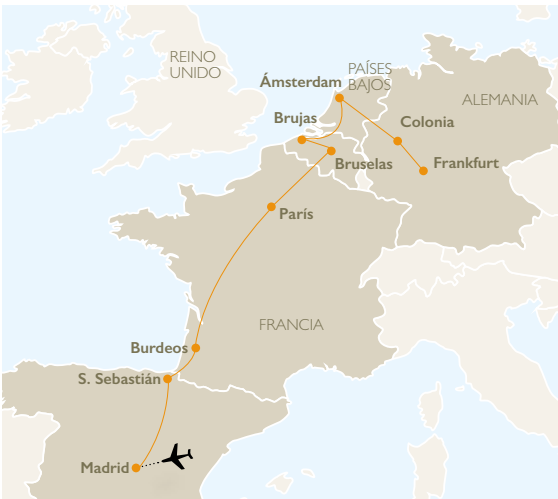 REINO
UNIDO
PAÍSES
BAJOS
Ámsterdam
ALEMANIA
Brujas
Colonia
Bruselas
Frankfurt
París
FRANCIA
Burdeos
S. Sebastián
Madrid